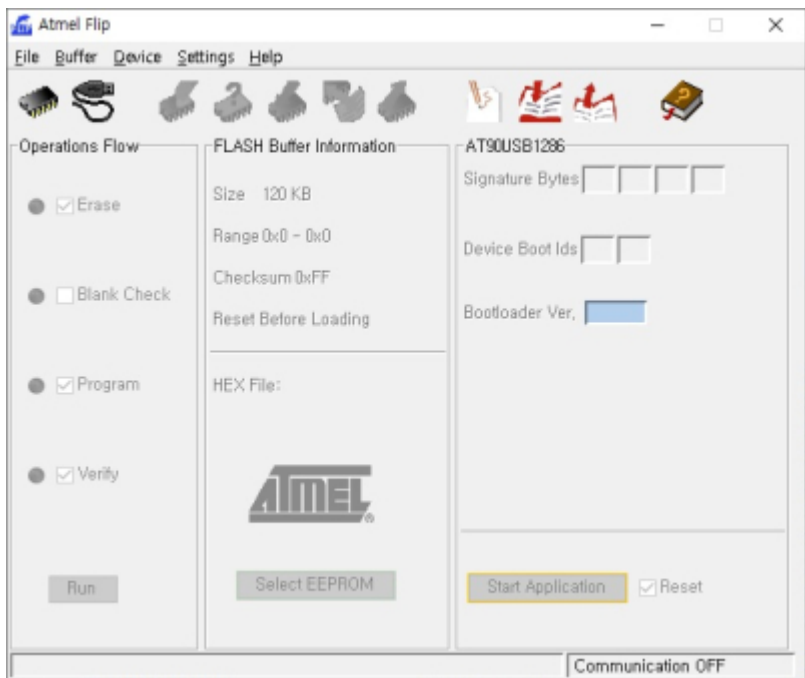 Atmel Flip
File Buffer Device Settings Help
Operations Flow
Erase
Blank Check
Program
Verify
Run
FLASH Buffer Information
Size 120 KB
Range 0x0 - 0x0
Checksum 0xFF
Reset Before Loading
HEX File:
ATMEL
Select EEPROM
AT90USB1286
Signature Bytes
Device Boot Ids
Bootloader Ver,
Start Application Reset
Communication OFF